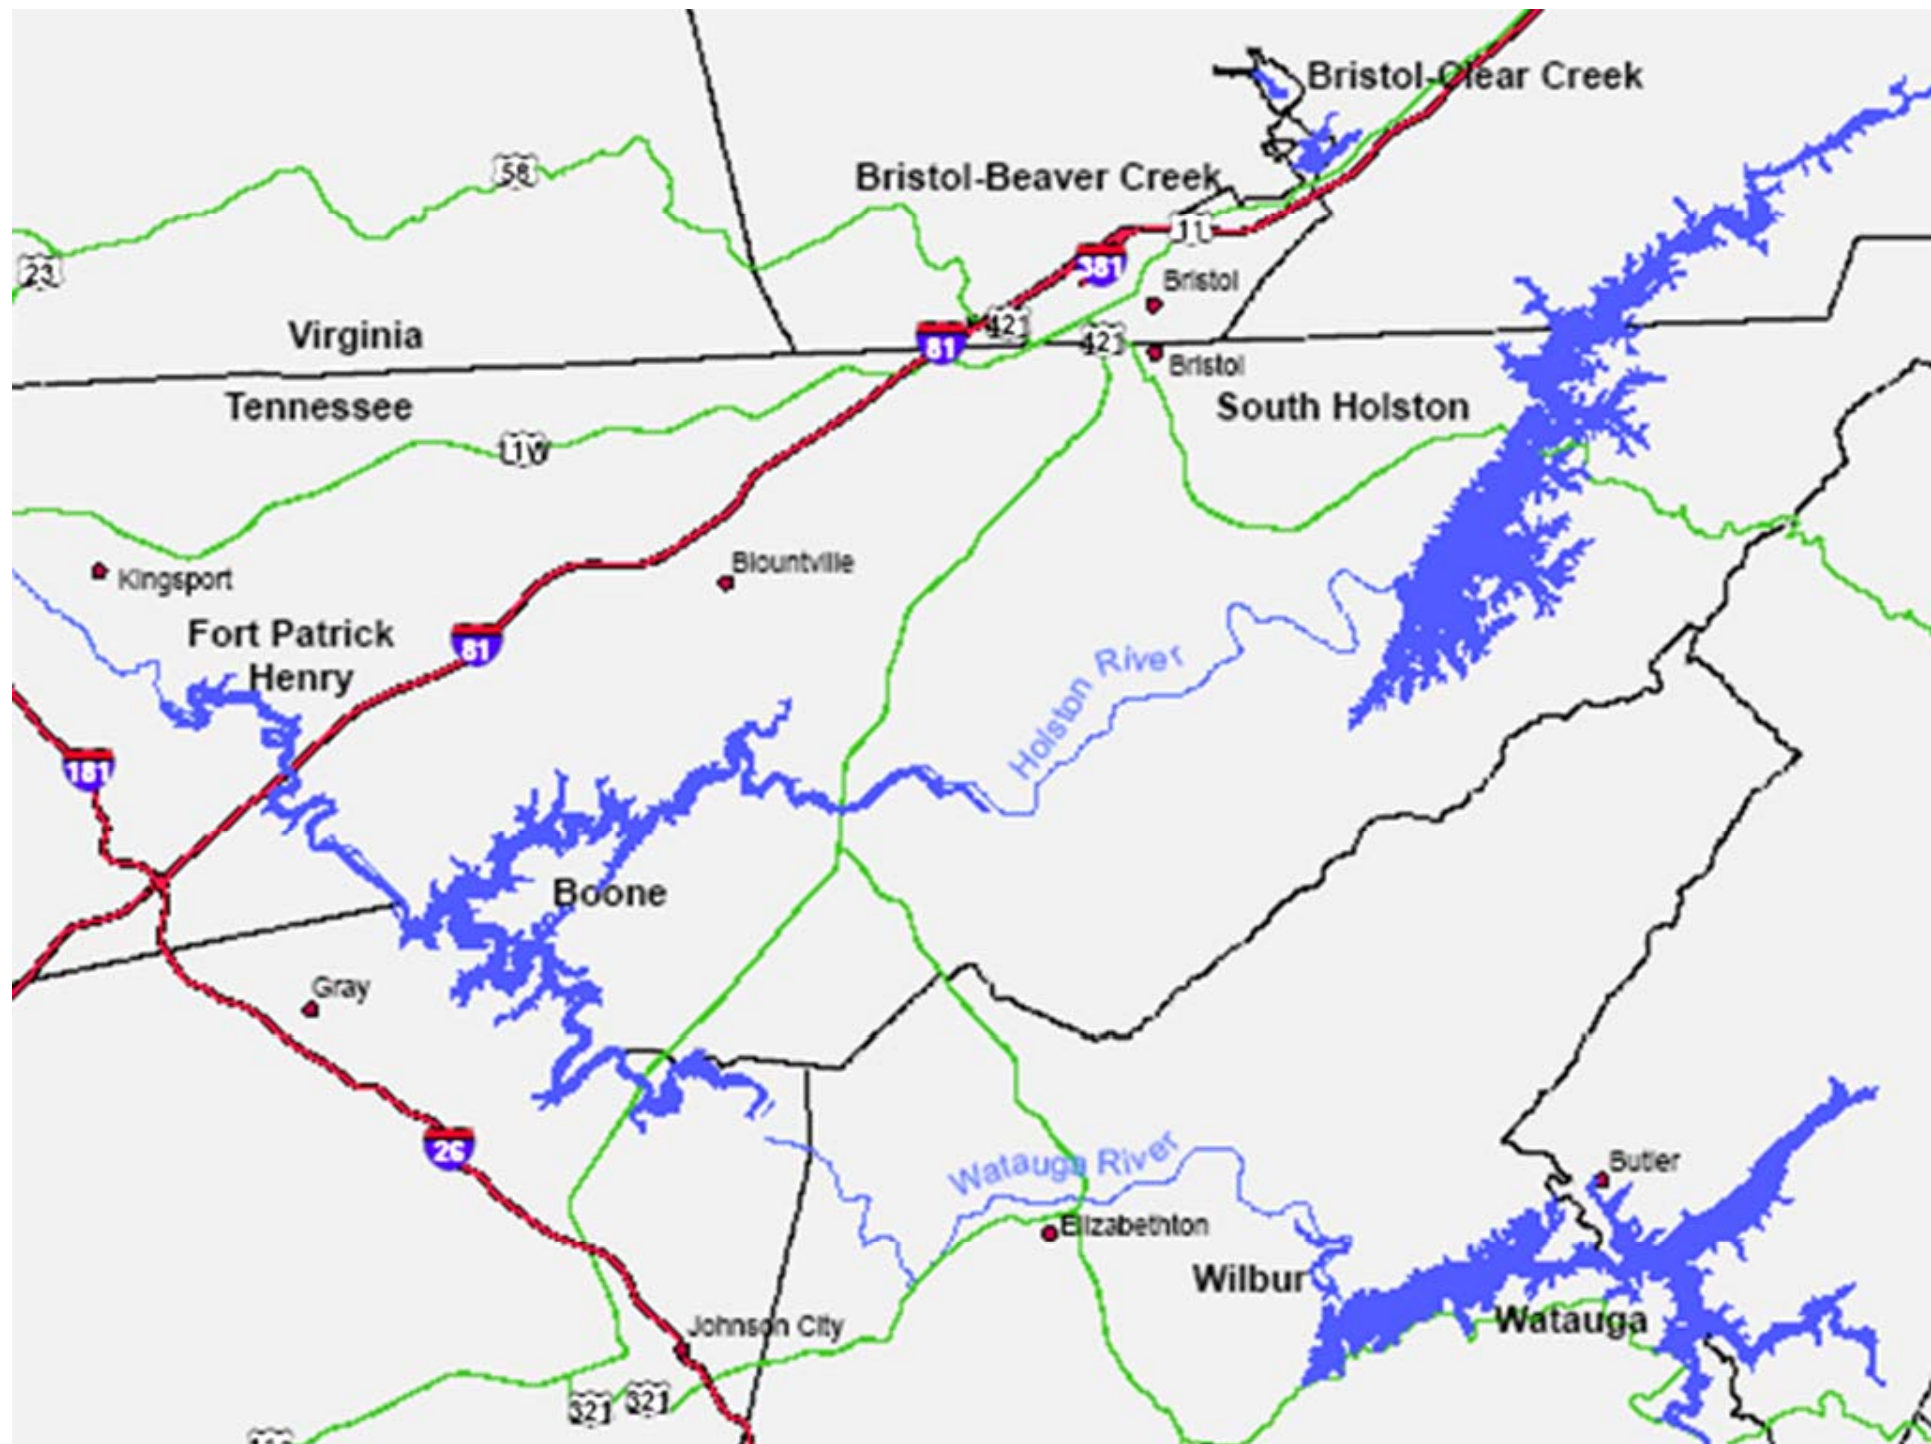 Bristol-Clear Creek
58
Bristol-Beaver Creek
11
23
381
Bristol
421
Virginia
81
421
Bristol
Tennessee
South Holston
11W
Blountville
Kingsport
Fort Patrick
Henry
81
Holston River
181
Boone
Gray
26
Watauga River
Butler
Elizabethton
Wilbur
Watauga
Johnson City
321
321